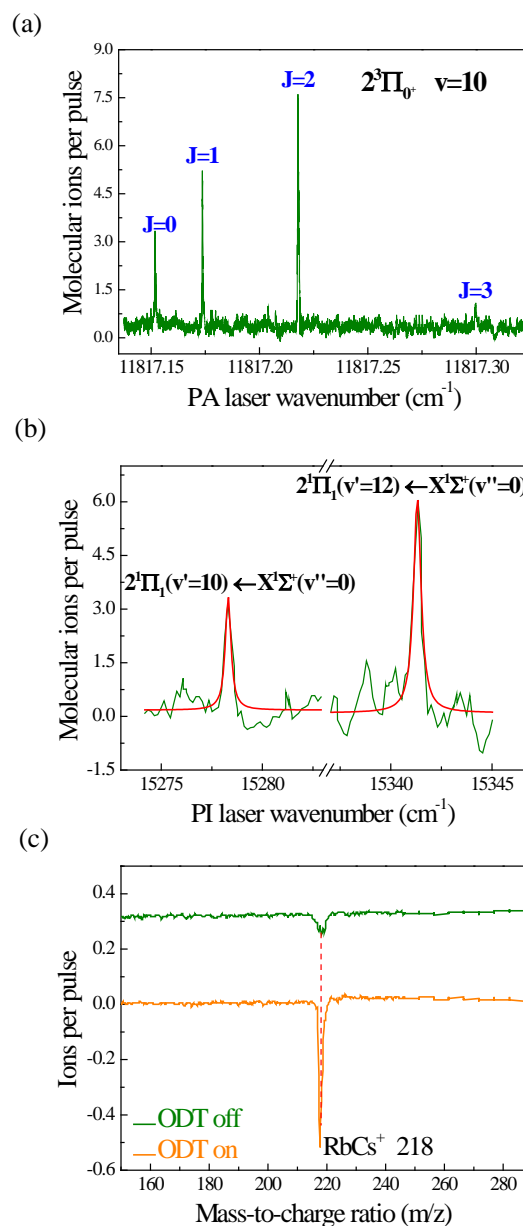 (a)
9.0
7.5
6.0
4.5
3.0
1.5
0.0
Molecular ions per pulse
2³Π₀⁺ v=10
J=2
J=1
J=0
J=3
11817.15 11817.20 11817.25 11817.30
PA laser wavenumber (cm⁻¹)
(b)
6.0
4.5
3.0
1.5
0.0
-1.5
Molecular ions per pulse
2¹Π₁(v'=12) ←X¹Σ⁺(v''=0)
2¹Π₁(v'=10) ←X¹Σ⁺(v''=0)
15275 15280 15340 15345
PI laser wavenumber (cm⁻¹)
(c)
0.4
0.2
0.0
-0.2
-0.4
-0.6
Ions per pulse
ODT off
ODT on
RbCs⁺ 218
160 180 200 220 240 260 280
Mass-to-charge ratio (m/z)